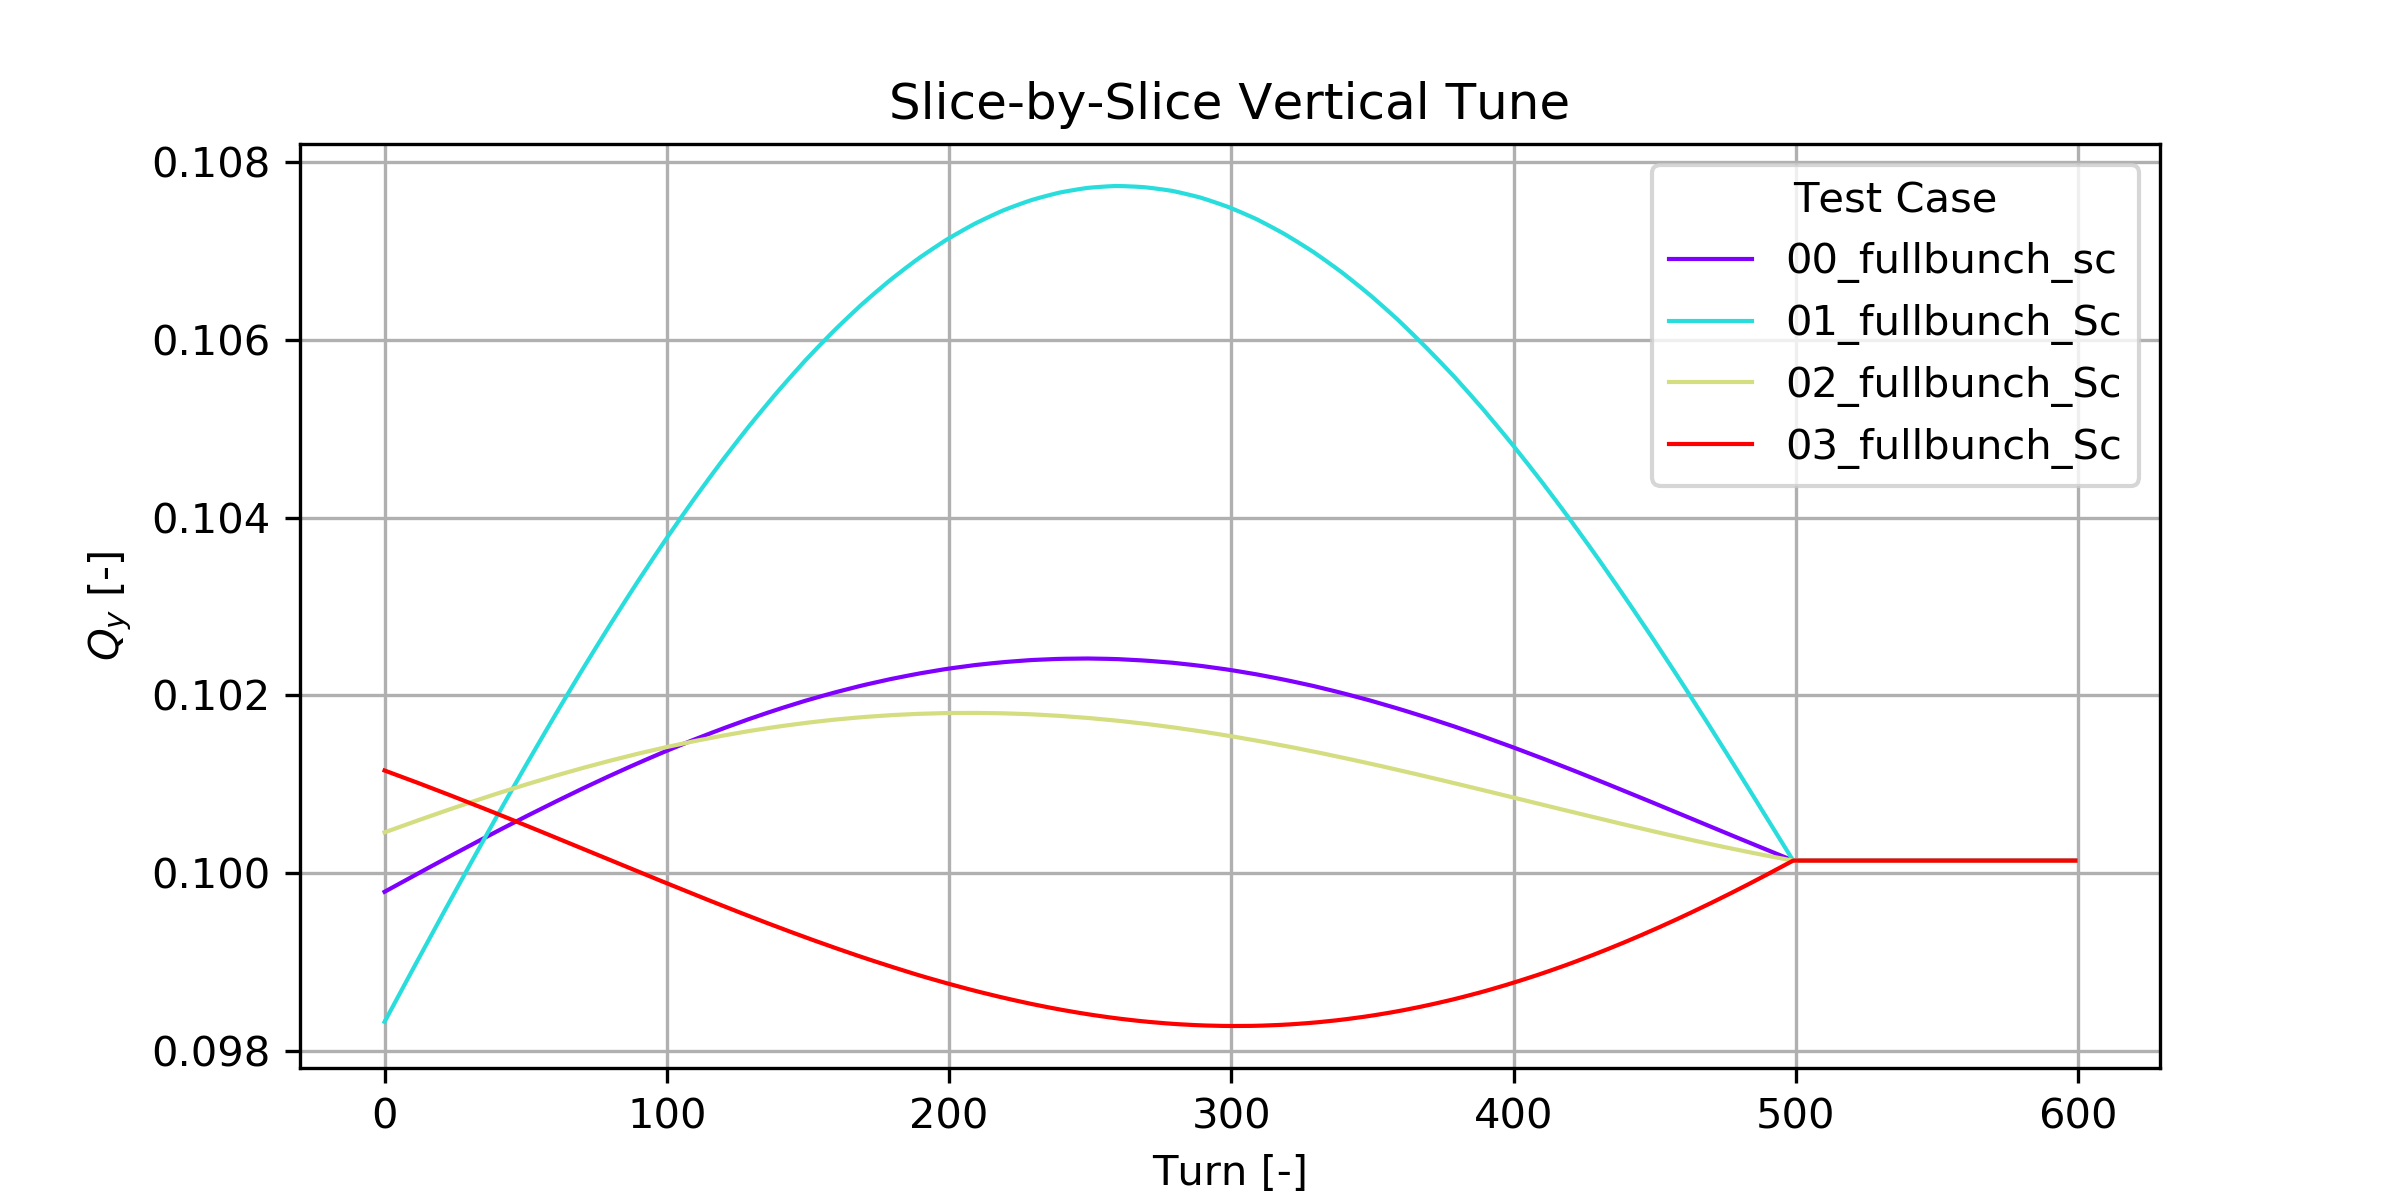 Slice-by-Slice Vertical Tune
0.108
0.106
0.104
0.102
0.100
0.098
Q_y [-]
0 100 200 300 400 500 600
Turn [-]
Test Case
00_fullbunch_sc
01_fullbunch_Sc
02_fullbunch_Sc
03_fullbunch_Sc